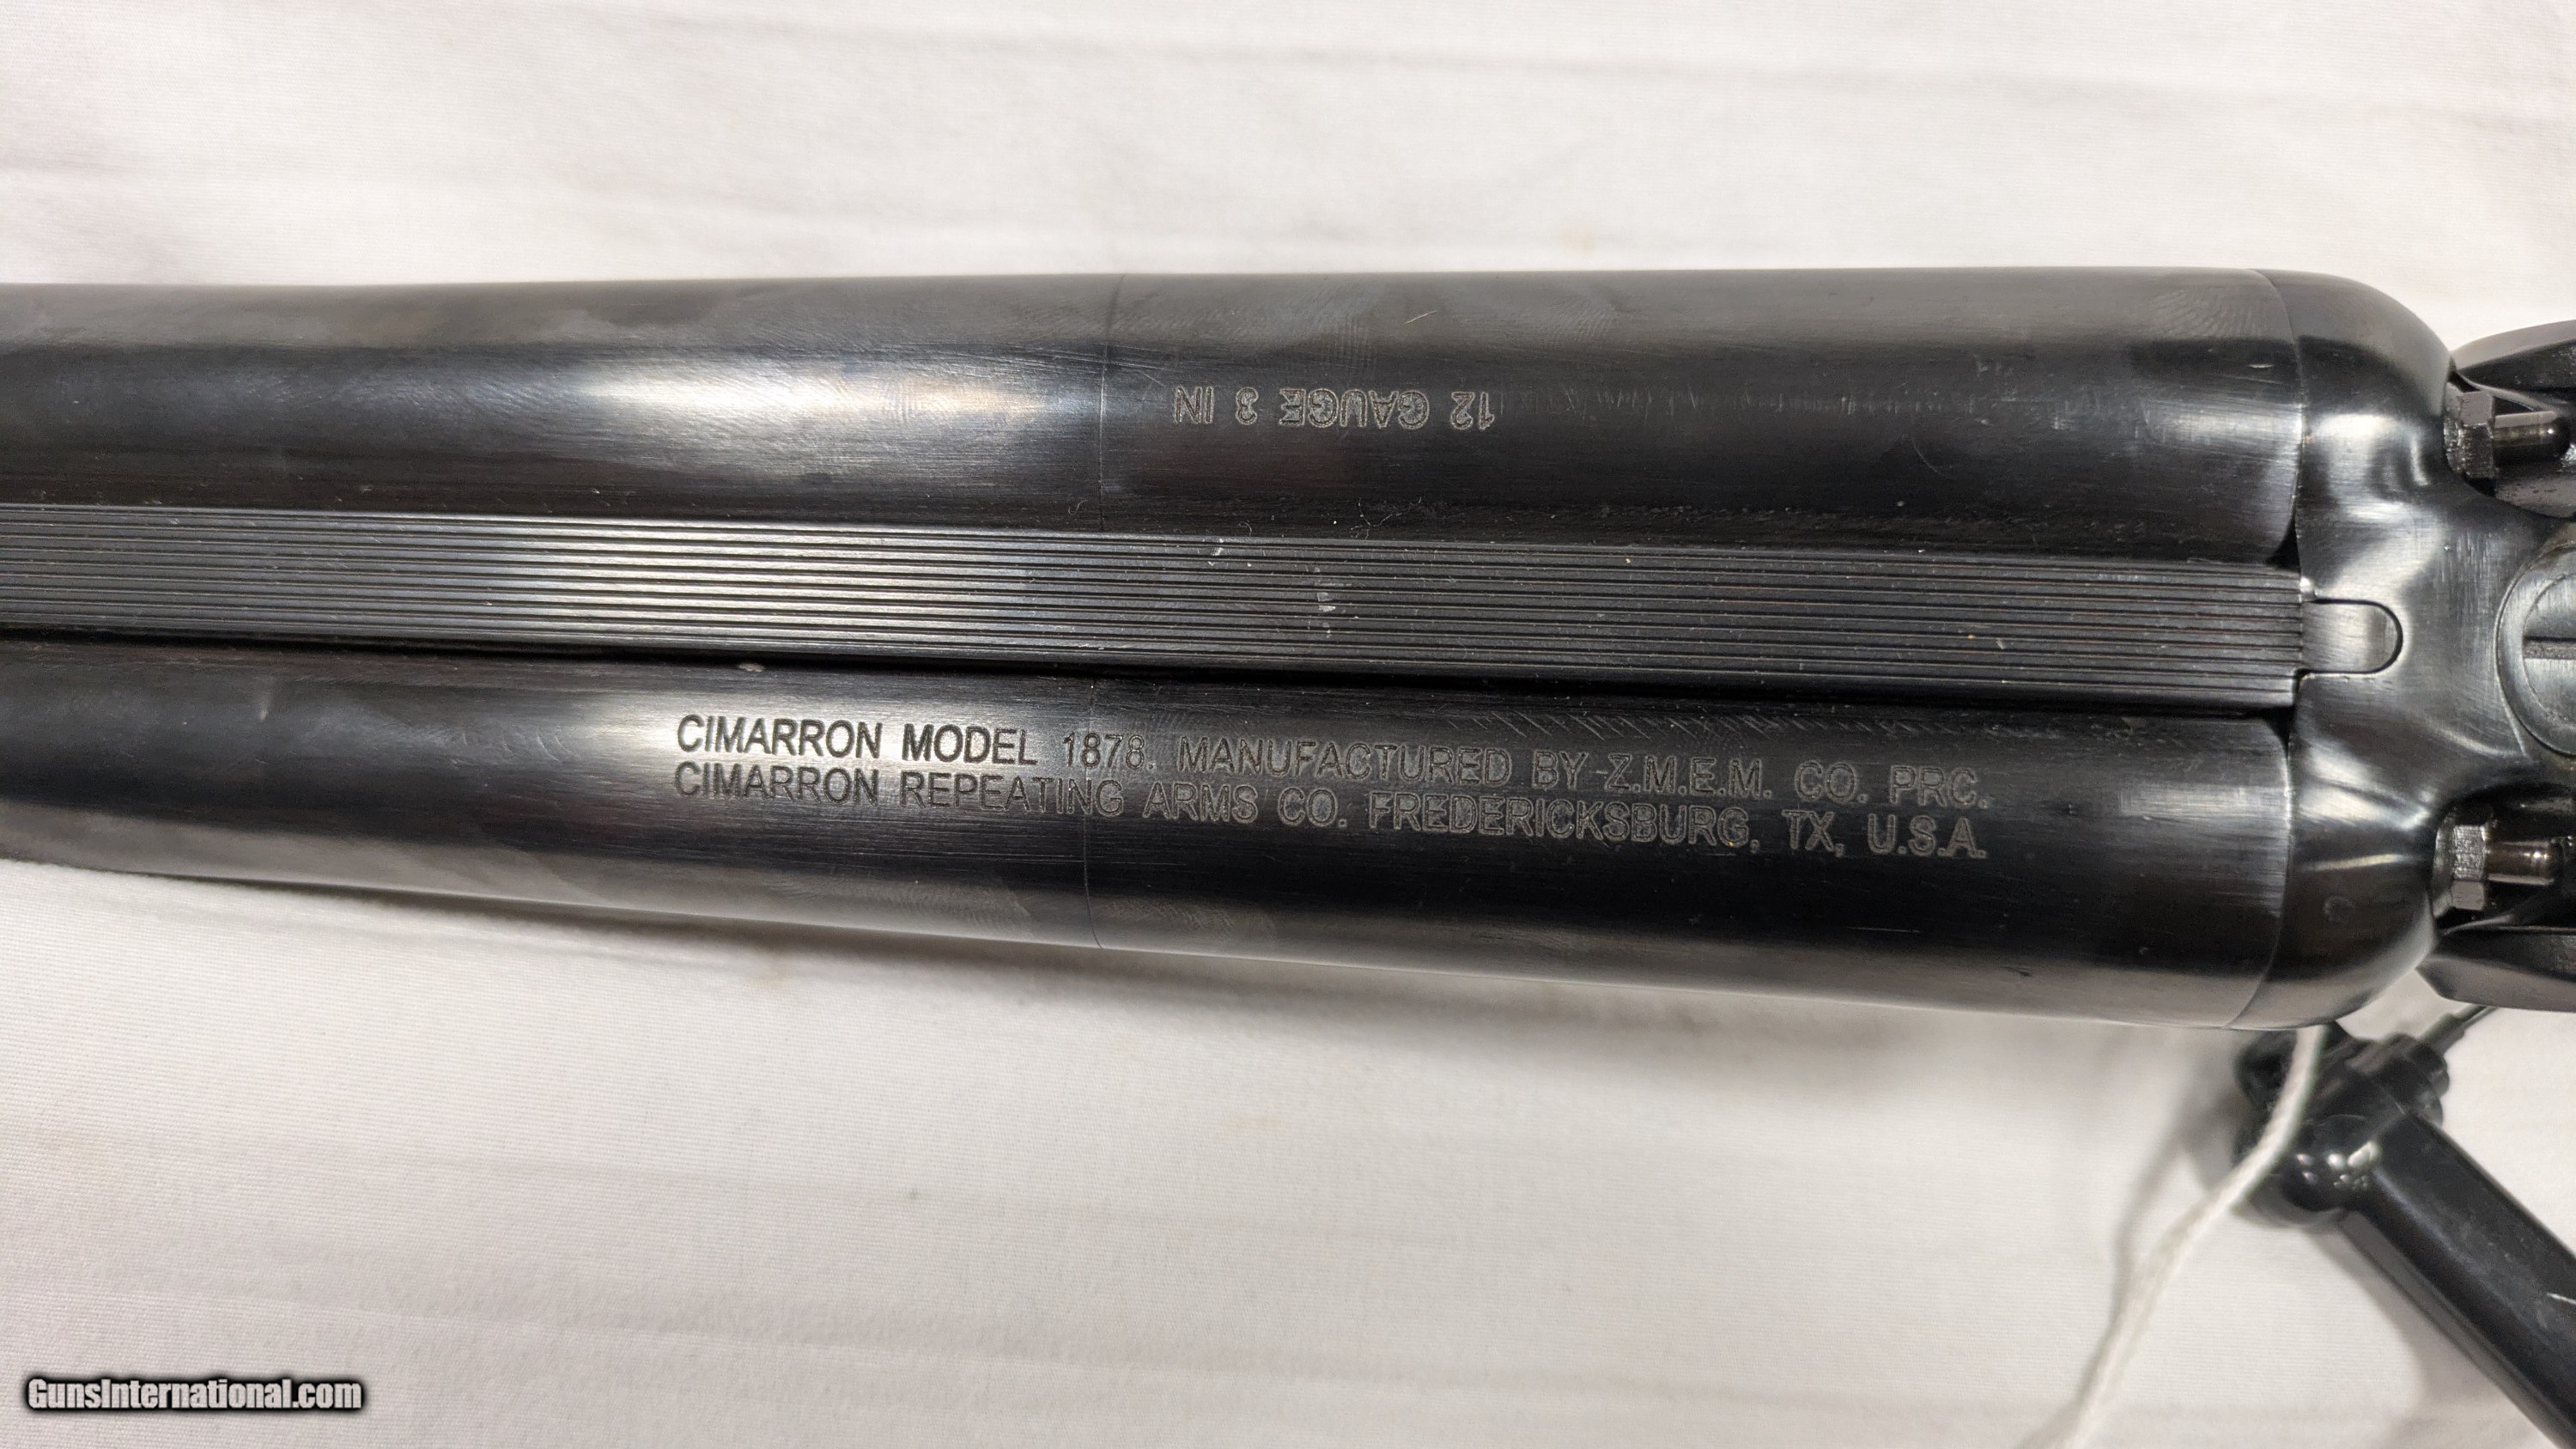 12 GAUGE 3 IN
CIMARRON MODEL 1878. MANUFACTURED BY Z.M.E.M. CO. PRC.
CIMARRON REPEATING ARMS CO. FREDERICKSBURG, TX, U.S.A.
GunsInternational.com